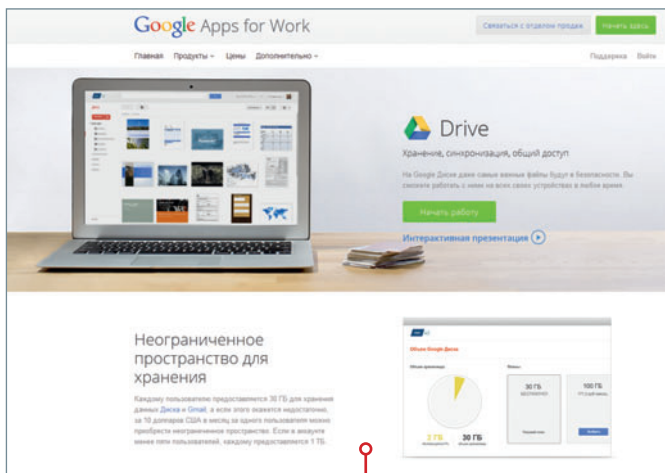 Google Apps for Work
Связаться с отделом продаж
Начать здесь
Главная Продукты Цены Дополнительно
Поддержка Войти
Drive
Хранение, синхронизация, общий доступ
На Google Диске даже самые важные файлы будут в безопасности. Вы
сможете работать с ними на всех своих устройствах в любое время.
Начать работу
Интерактивная презентация
Неограниченное
пространство для
хранения
Каждому пользователю предоставляется 30 ГБ для хранения
данных Диска и Gmail, а если этого окажется недостаточно,
за 10 долларов США в месяц за одного пользователя можно
приобрести неограниченное пространство. Если в аккаунте
менее пяти пользователей, каждому предоставляется 1 ТБ.
Объем Google Диска
2 ГБ 30 ГБ
30 ГБ
100 ГБ